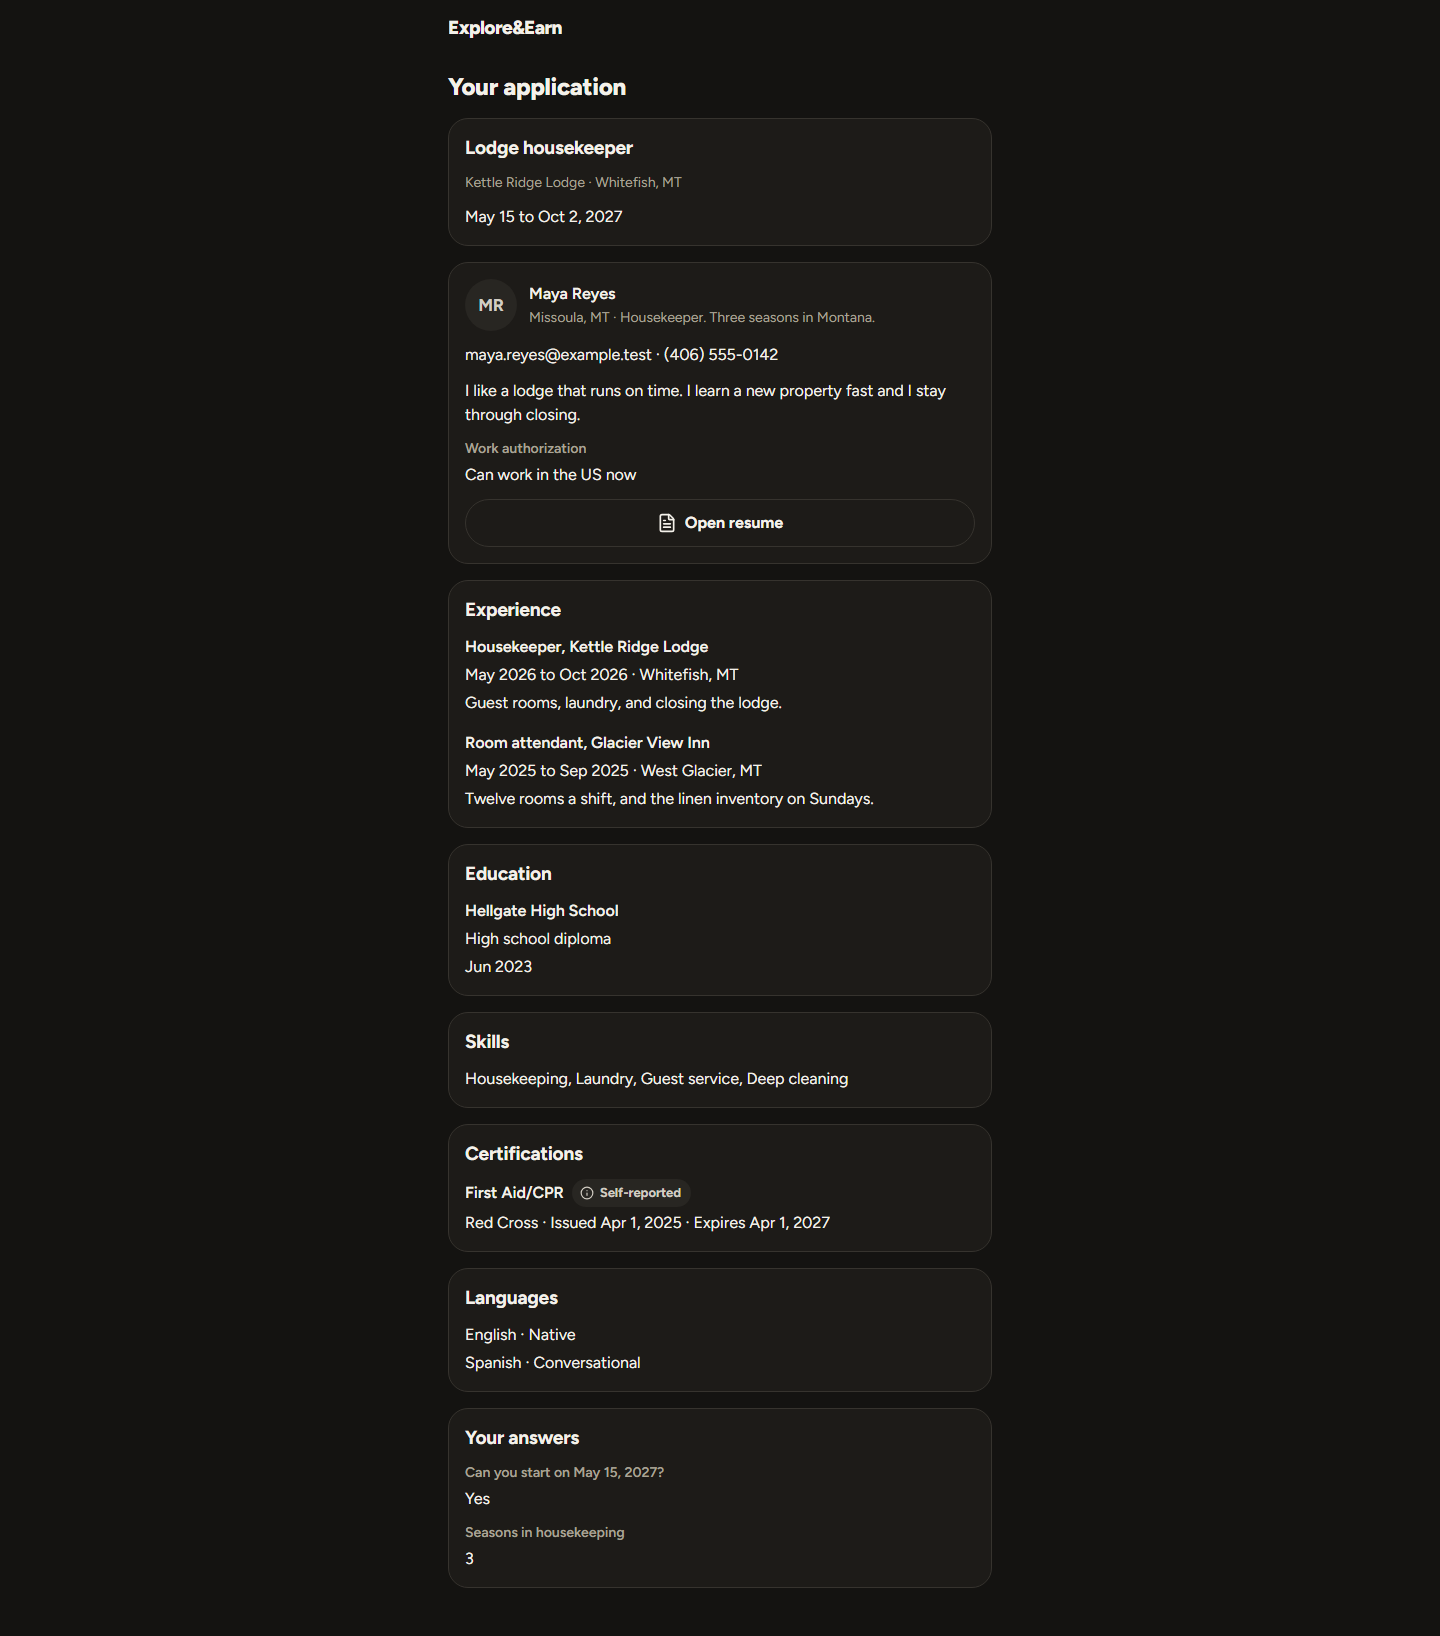 Explore&Earn
Your application
Lodge housekeeper
Kettle Ridge Lodge · Whitefish, MT
May 15 to Oct 2, 2027
MR
Maya Reyes
Missoula, MT · Housekeeper. Three seasons in Montana.
maya.reyes@example.test · (406) 555-0142
I like a lodge that runs on time. I learn a new property fast and I stay
through closing.
Work authorization
Can work in the US now
Open resume
Experience
Housekeeper, Kettle Ridge Lodge
May 2026 to Oct 2026 · Whitefish, MT
Guest rooms, laundry, and closing the lodge.
Room attendant, Glacier View Inn
May 2025 to Sep 2025 · West Glacier, MT
Twelve rooms a shift, and the linen inventory on Sundays.
Education
Hellgate High School
High school diploma
Jun 2023
Skills
Housekeeping, Laundry, Guest service, Deep cleaning
Certifications
First Aid/CPR Self-reported
Red Cross · Issued Apr 1, 2025 · Expires Apr 1, 2027
Languages
English · Native
Spanish · Conversational
Your answers
Can you start on May 15, 2027?
Yes
Seasons in housekeeping
3